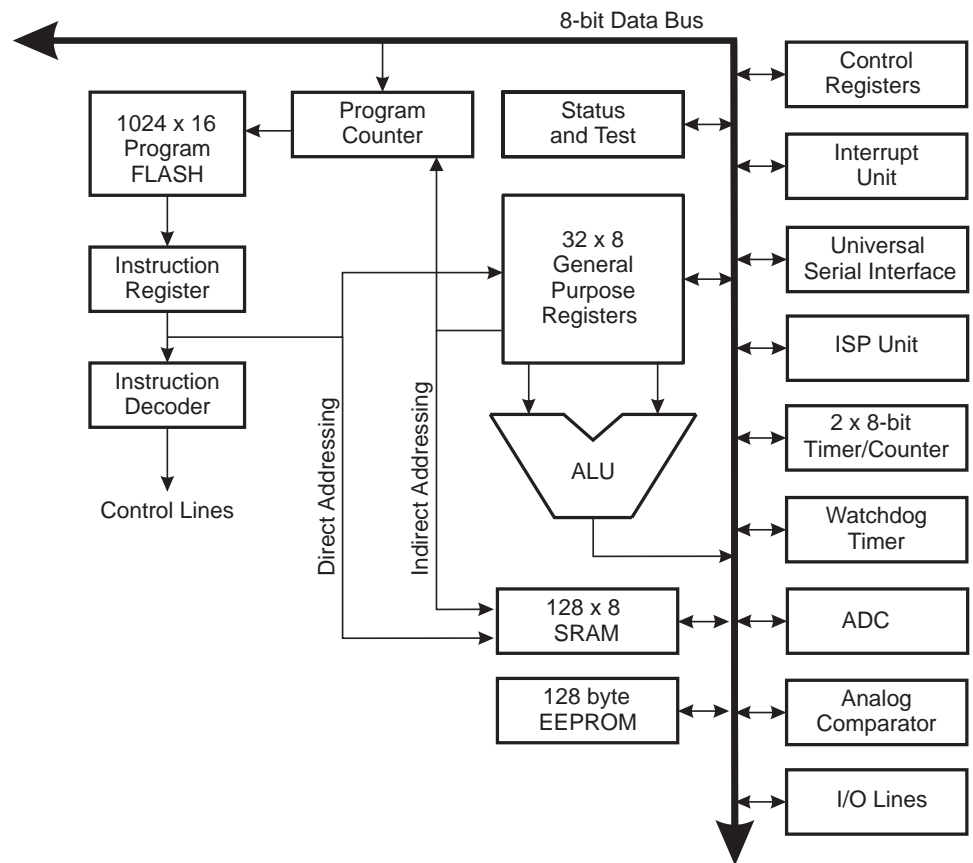 8-bit Data Bus
1024 x 16
Program
FLASH
Program
Counter
Status
and Test
Control
Registers
Interrupt
Unit
Instruction
Register
32 x 8
General
Purpose
Registers
Universal
Serial Interface
ISP Unit
Instruction
Decoder
Direct Addressing
Indirect Addressing
ALU
2 x 8-bit
Timer/Counter
Control Lines
Watchdog
Timer
128 x 8
SRAM
ADC
128 byte
EEPROM
Analog
Comparator
I/O Lines